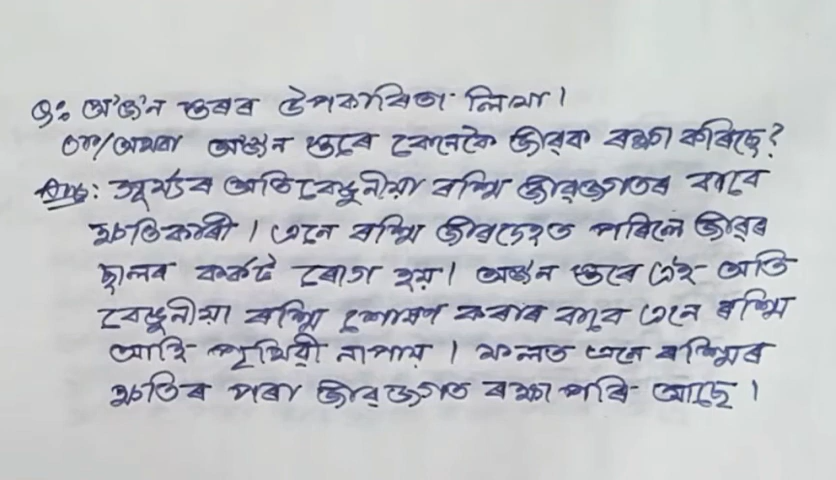 প্ৰঃ অ'জ'ন স্তৰৰ উপকাৰিতা লিখা।
অথবা অ'জন স্তৰে কেনেকৈ জীৱক ৰক্ষা কৰিছে?
Ans: সূৰ্য্যৰ অতিবেঙুনীয়া ৰশ্মি জীৱজগতৰ বাবে
ক্ষতিকাৰী। এনে ৰশ্মি জীৱদেহত পৰিলে জীৱৰ
ছালৰ কৰ্কট ৰোগ হয়। অ'জন স্তৰে এই অতি
বেঙুনীয়া ৰশ্মি শোষণ কৰাৰ বাবে এনে ৰশ্মি
আহি পৃথিৱী নাপায়। ফলত এনে ৰশ্মিৰ
ক্ষতিৰ পৰা জীৱজগত ৰক্ষা পৰি আছে।